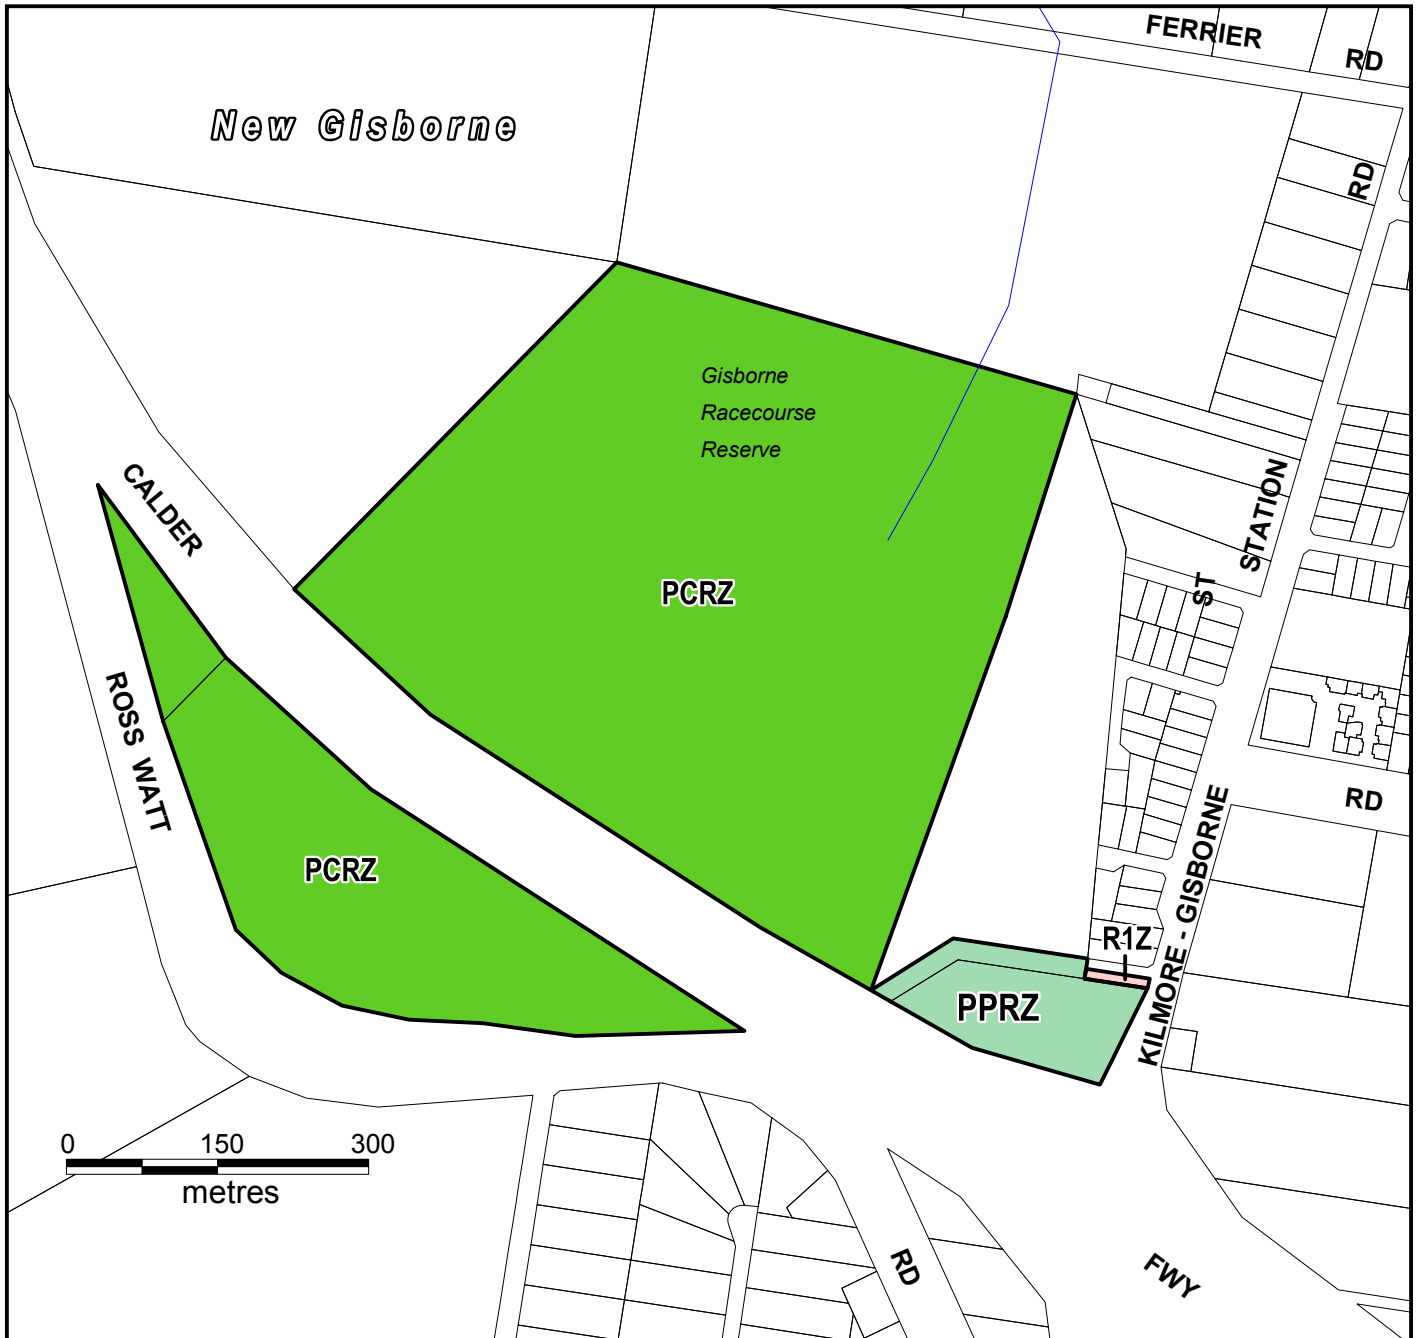 FERRIER
RD
New Gisborne
RD
Gisborne
Racecourse
Reserve
CALDER
STATION
ST
PCRZ
ROSS WATT
RD
PCRZ
KILMORE - GISBORNE
R1Z
PPRZ
0 150 300
metres
RD
FWY